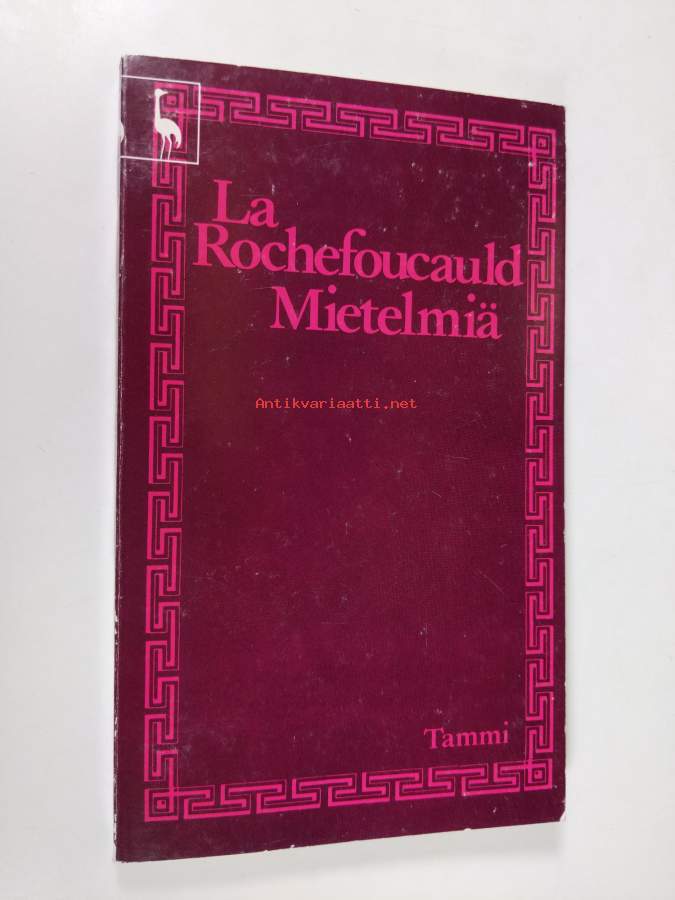 La
Rochefoucauld
Mietelmiä
Antikvariaatti.net
Tammi